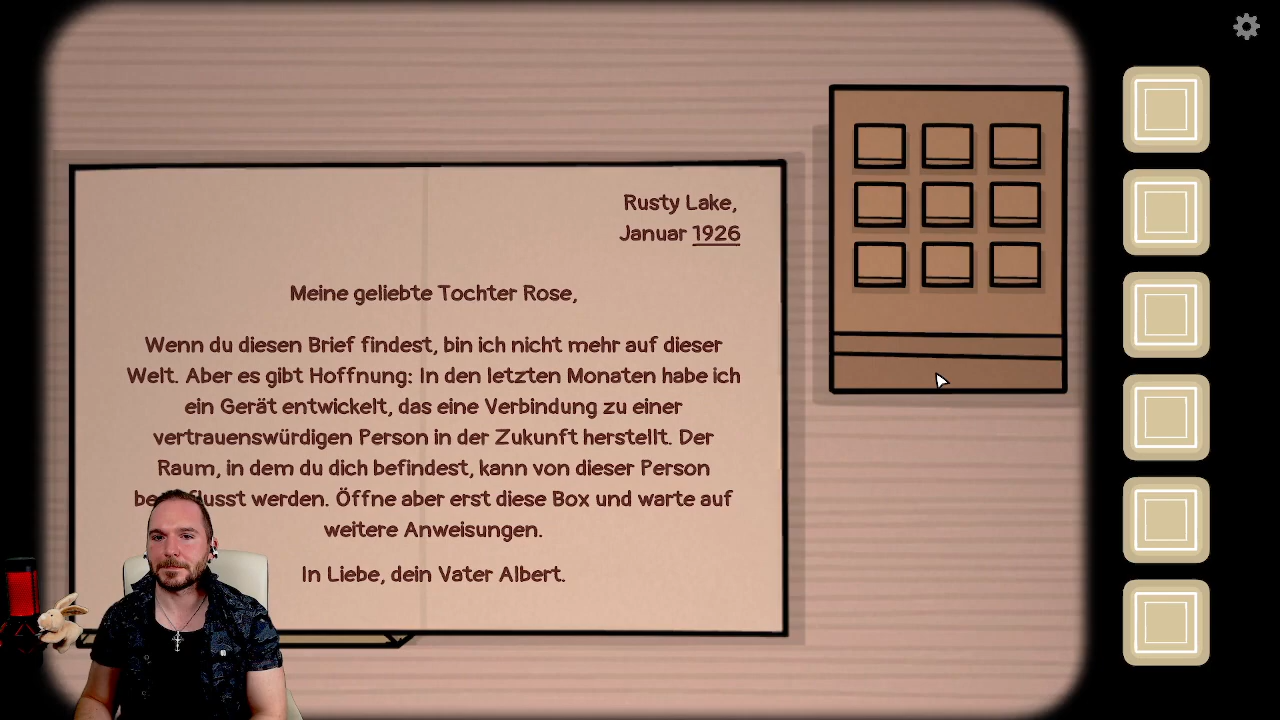 Rusty Lake,
Januar 1926
Meine geliebte Tochter Rose,
Wenn du diesen Brief findest, bin ich nicht mehr auf dieser
Welt. Aber es gibt Hoffnung: In den letzten Monaten habe ich
ein Gerät entwickelt, das eine Verbindung zu einer
vertrauenswürdigen Person in der Zukunft herstellt. Der
Raum, in dem du dich befindest, kann von dieser Person
werden. Öffne aber erst diese Box und warte auf
weitere Anweisungen.
In Liebe, dein Vater Albert.